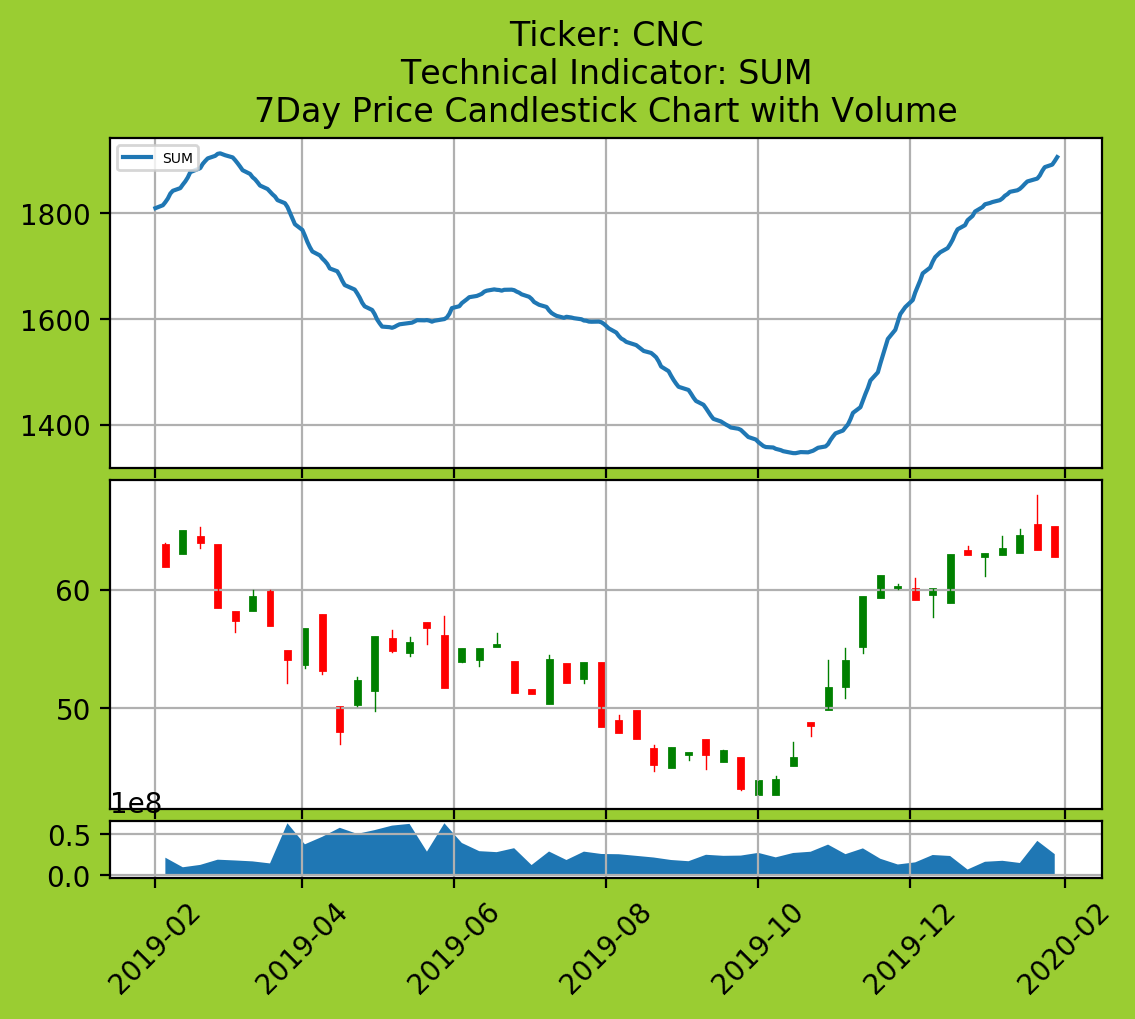 Ticker: CNC
Technical Indicator: SUM
7Day Price Candlestick Chart with Volume
SUM
1800
1600
1400
60
50
1e8
0.5
0.0
2019-02
2019-04
2019-06
2019-08
2019-10
2019-12
2020-02